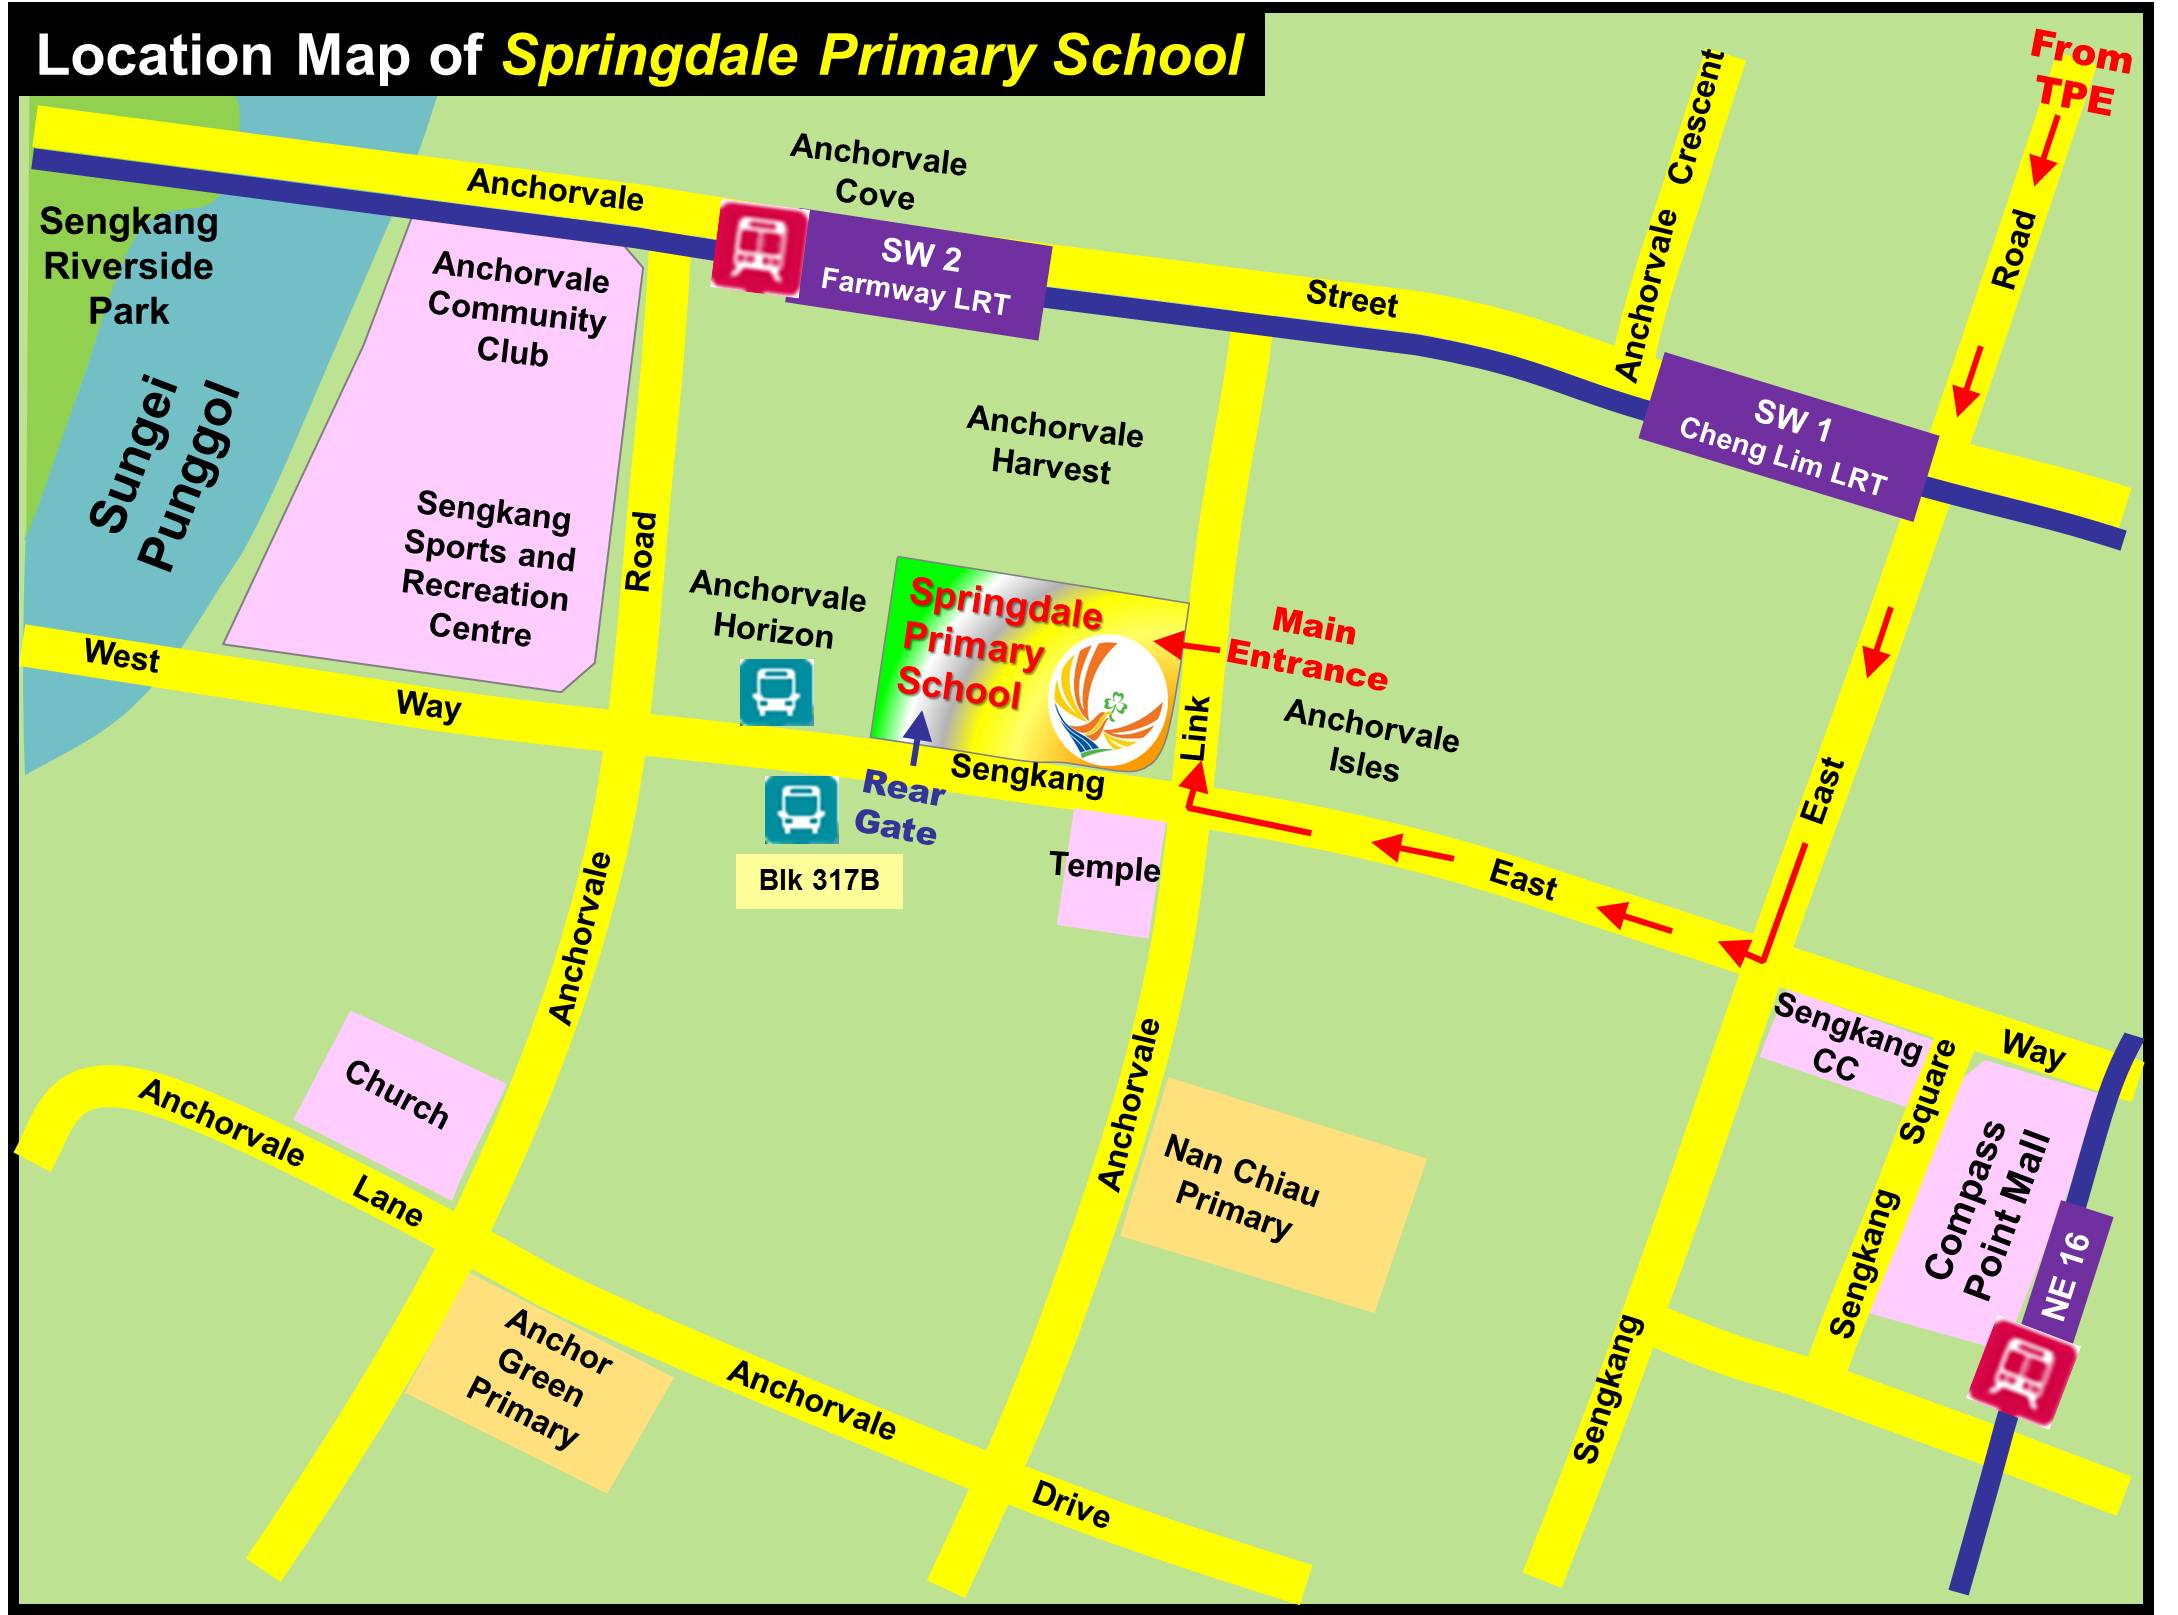 Location Map of Springdale Primary School
From
TPE
Anchorvale Crescent
Road
Anchorvale
Cove
Anchorvale
SW 2
Farmway LRT
Street
SW 1
Cheng Lim LRT
Sengkang
Riverside
Park
Sungei
Punggol
Anchorvale
Community
Club
Sengkang
Sports and
Recreation
Centre
Road
Anchorvale
Harvest
Anchorvale
Horizon
Springdale
Primary
School
Main
Entrance
Link
Anchorvale
Isles
East
West
Way
Sengkang
Rear
Gate
Blk 317B
Temple
East
Anchorvale
Anchorvale
Sengkang
CC
Way
Sengkang Square
Compass
Point Mall
NE 16
Church
Anchorvale
Lane
Nan Chiau
Primary
Anchor
Green
Primary
Anchorvale
Drive
Sengkang